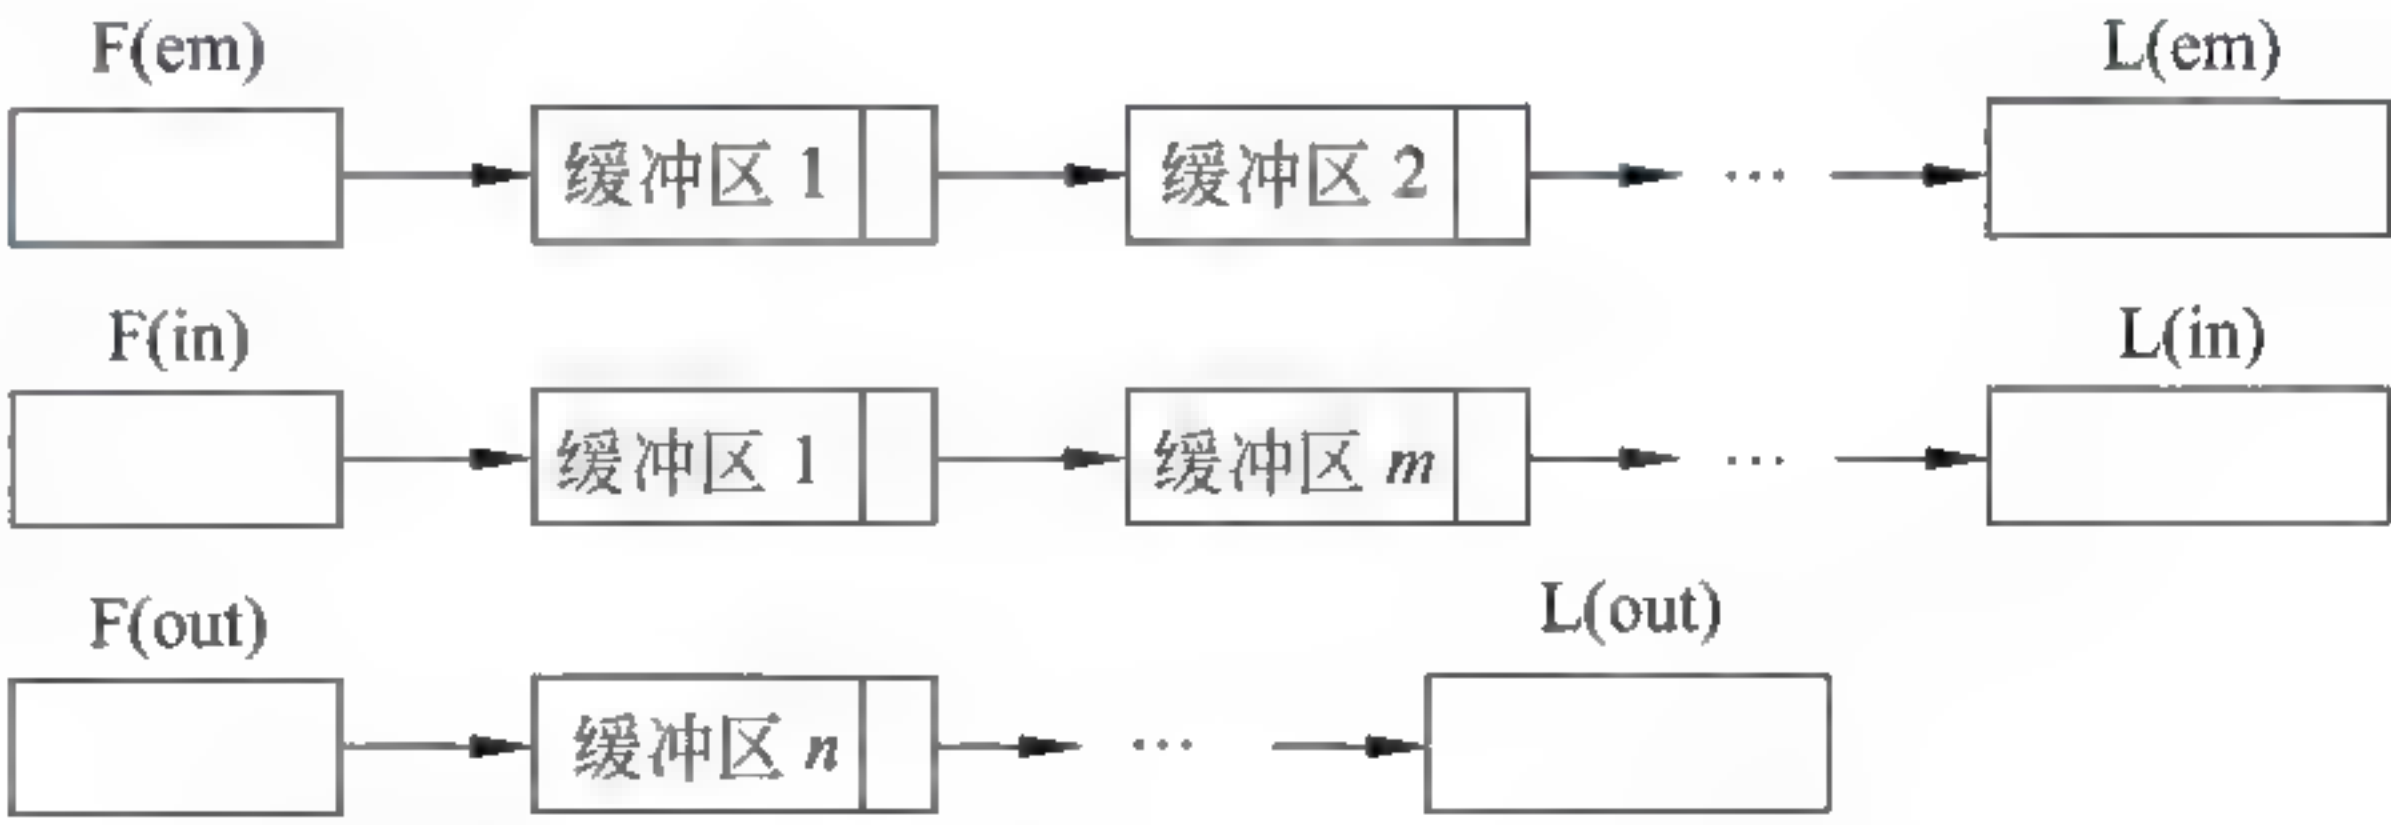 F(em) L(em)
缓冲区 1 缓冲区 2 ···
F(in) L(in)
缓冲区 1 缓冲区 m ···
F(out) L(out)
缓冲区 n ···